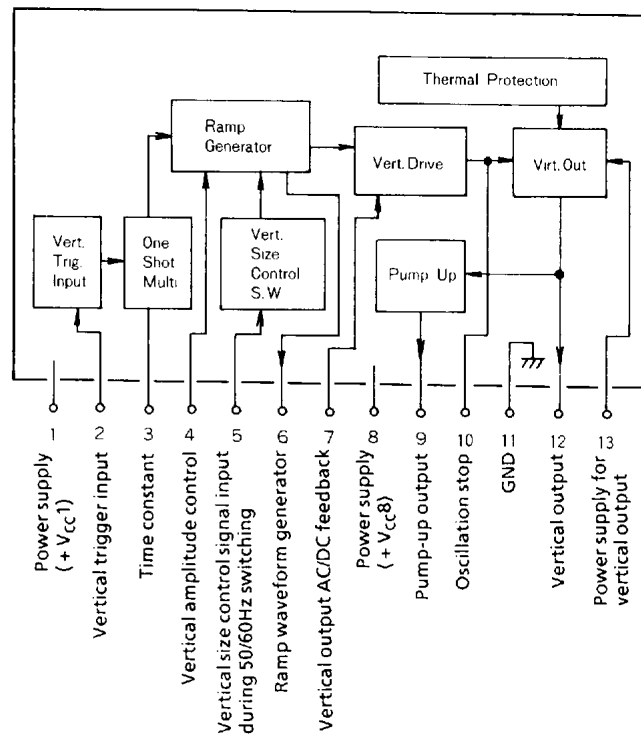 Thermal Protection
Ramp
Generator
Vert. Drive
Virt. Out
Vert.
Trig.
Input
One
Shot
Multi
Vert.
Size
Control
S.W
Pump Up
1
2
3
4
5
6
7
8
9
10
11
12
13
Power supply
(+ VCC1)
Vertical trigger input
Time constant
Vertical amplitude control
Vertical size control signal input
during 50/60Hz switching
Ramp waveform generator
Vertical output AC/DC feedback
Power supply
(+ VCC8)
Pump-up output
Oscillation stop
GND
Vertical output
Power supply for
vertical output